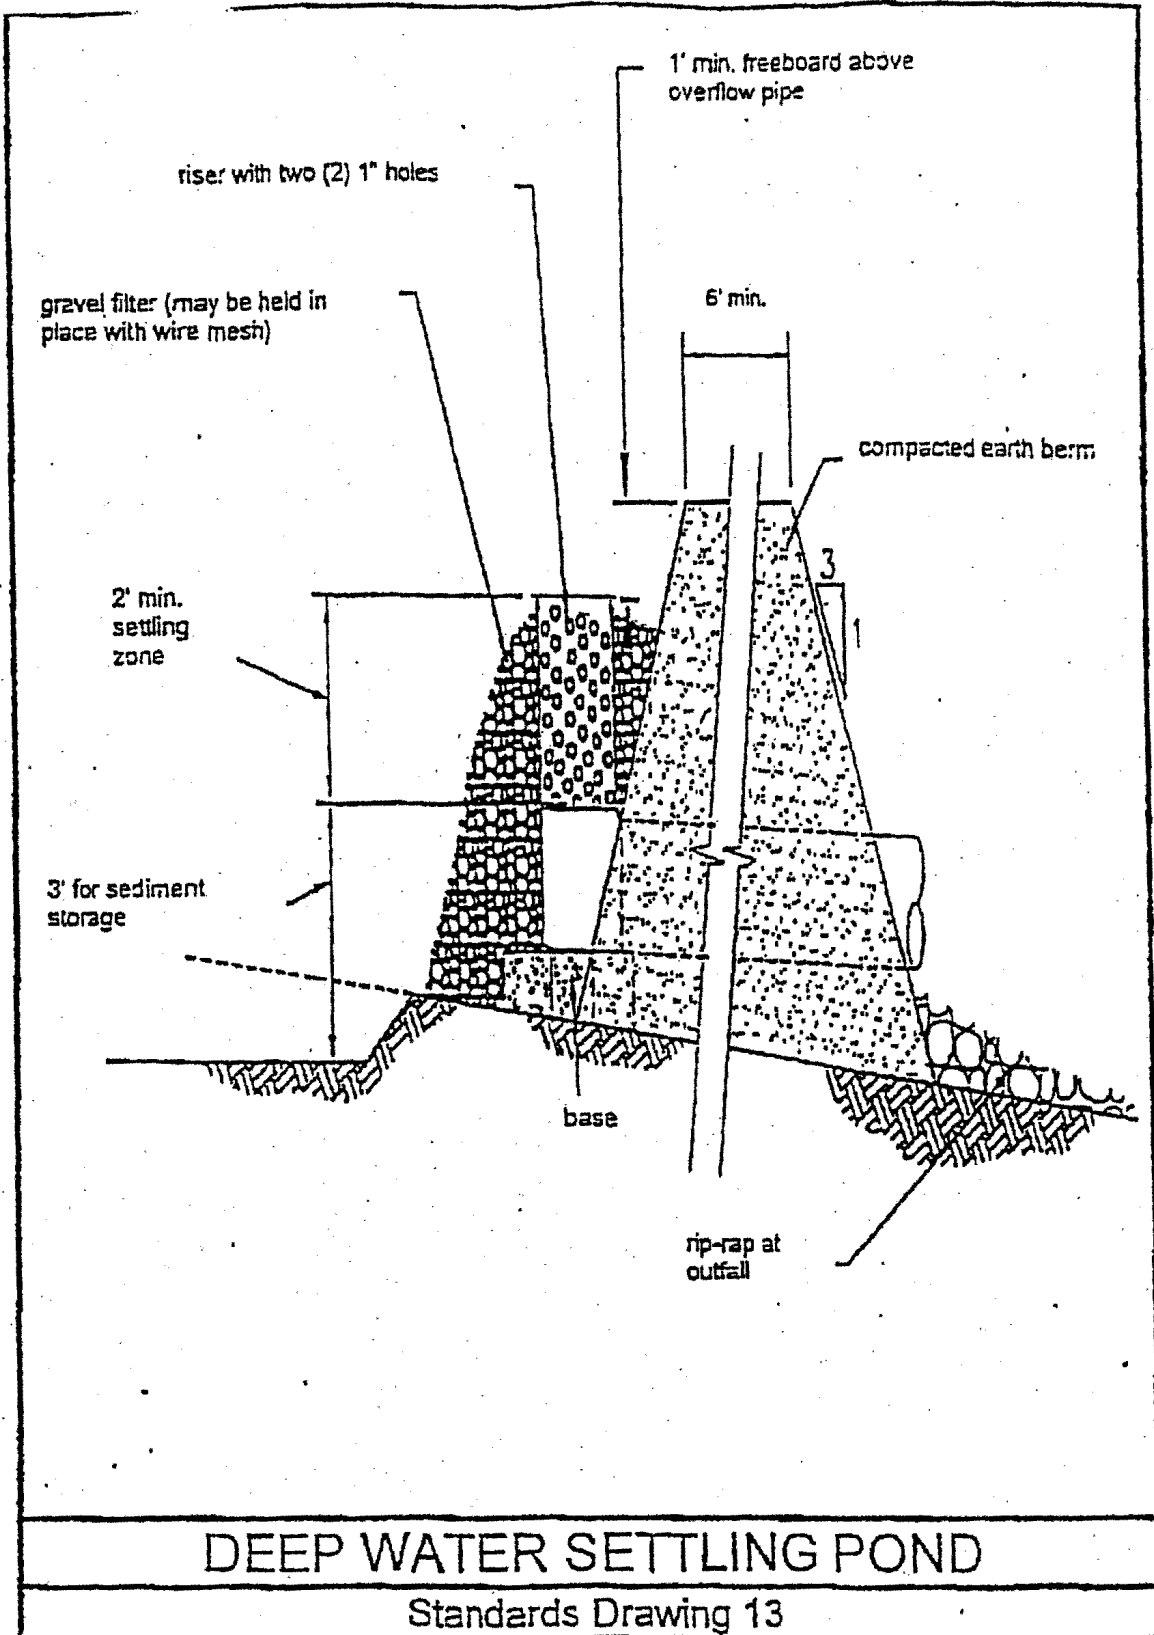 1' min. freeboard above
overflow pipe
riser with two (2) 1" holes
gravel filter (may be held in
place with wire mesh)
6' min.
compacted earth berm
3
1
2' min.
settling
zone
3' for sediment
storage
base
rip-rap at
outfall
DEEP WATER SETTLING POND
Standards Drawing 13